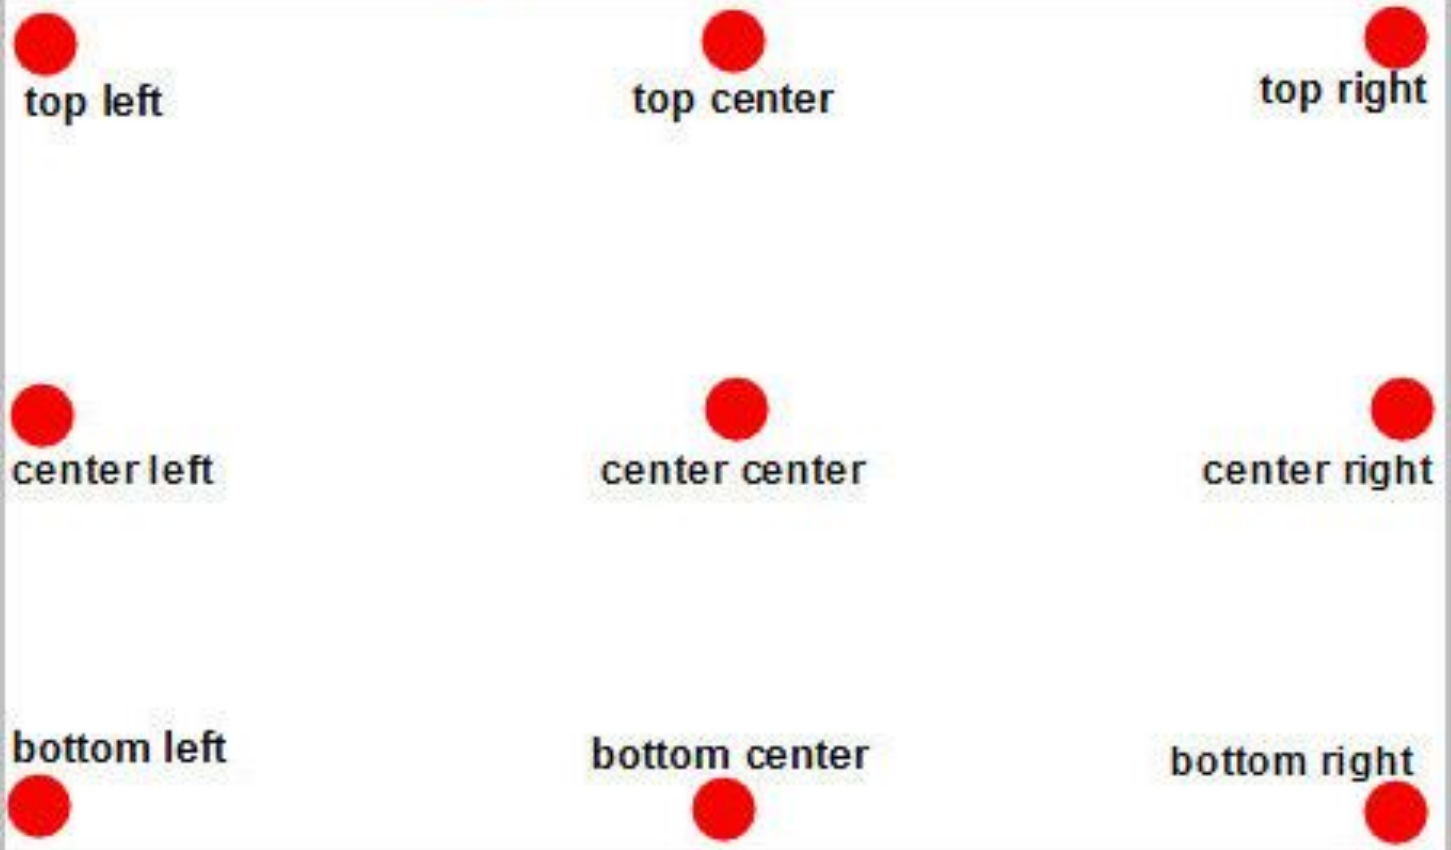 top left
top center
top right
center left
center center
center right
bottom left
bottom center
bottom right